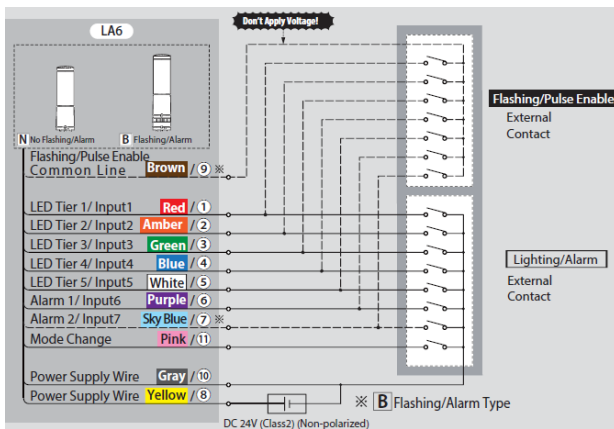 Don't Apply Voltage!
LA6
N No Flashing/Alarm B Flashing/Alarm
Flashing/Pulse Enable
Common Line Brown /⑨ ※
LED Tier 1/ Input1 Red /①
LED Tier 2/ Input2 Amber /②
LED Tier 3/ Input3 Green /③
LED Tier 4/ Input4 Blue /④
LED Tier 5/ Input5 White /⑤
Alarm 1/ Input6 Purple /⑥
Alarm 2/ Input7 Sky Blue /⑦ ※
Mode Change Pink /⑪
Power Supply Wire Gray /⑩
Power Supply Wire Yellow /⑧
DC 24V (Class2) (Non-polarized)
Flashing/Pulse Enable
External
Contact
Lighting/Alarm
External
Contact
※ B Flashing/Alarm Type